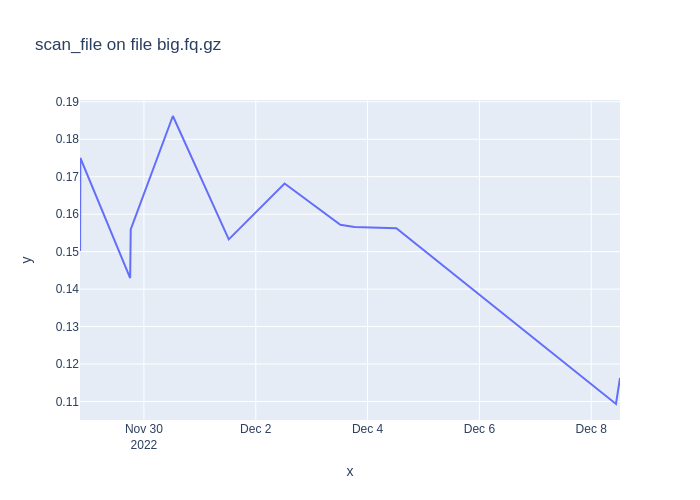 scan_file on file big.fq.gz
0.19
0.18
0.17
0.16
0.15
0.14
0.13
0.12
0.11
y
Nov 30
2022
Dec 2
Dec 4
Dec 6
Dec 8
x